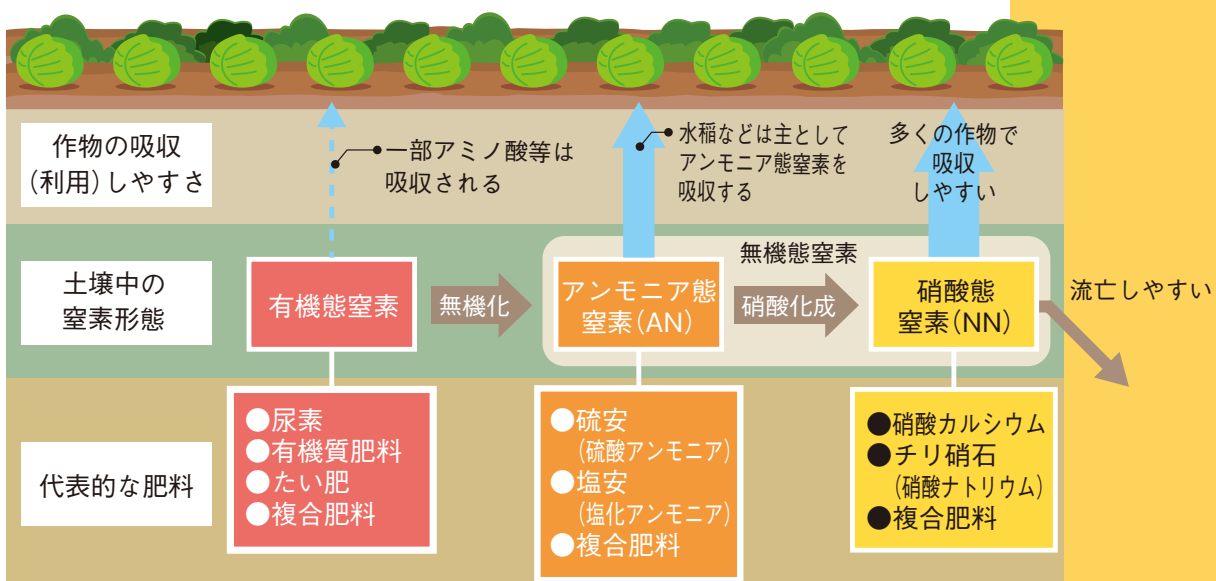 作物の吸収
(利用)しやすさ
一部アミノ酸等は
吸収される
水稲などは主として
アンモニア態窒素を
吸収する
多くの作物で
吸収
しやすい
土壌中の
窒素形態
有機態窒素
無機化
アンモニア態
窒素(AN)
無機態窒素
硝酸化成
硝酸態
窒素(NN)
流亡しやすい
代表的な肥料
●尿素
●有機質肥料
●たい肥
●複合肥料
●硫安
(硫酸アンモニア)
●塩安
(塩化アンモニア)
●複合肥料
●硝酸カルシウム
●チリ硝石
(硝酸ナトリウム)
●複合肥料